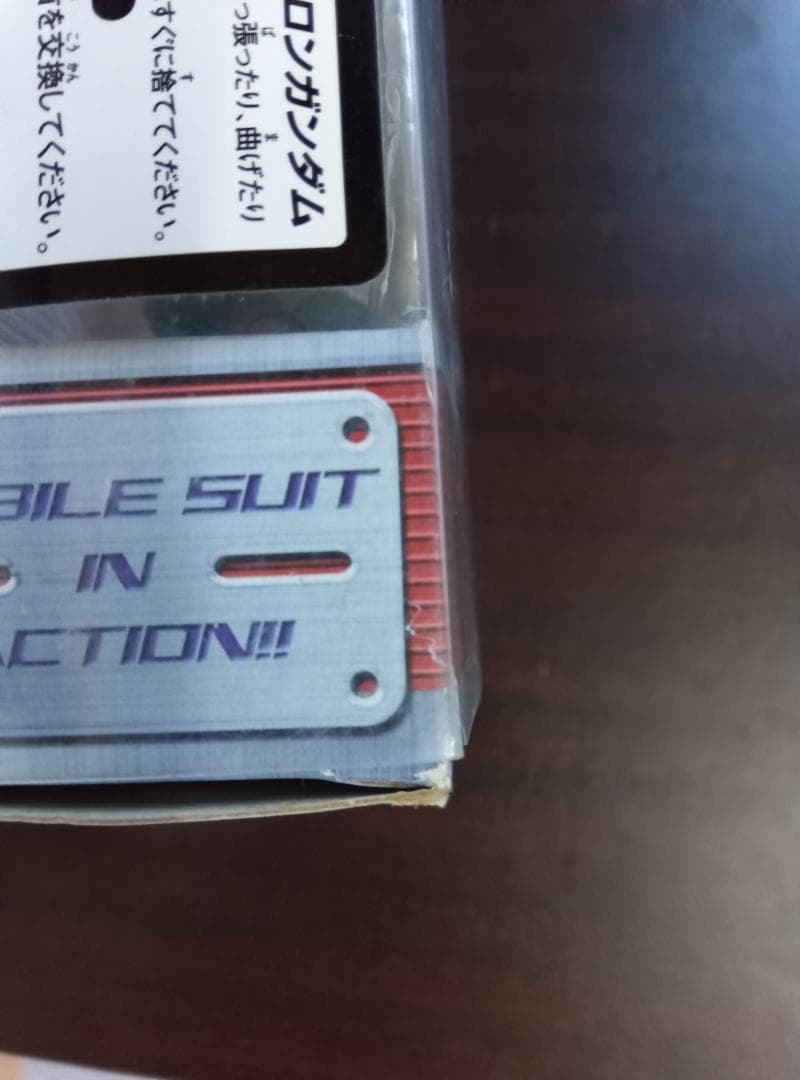 ロンガンダム
っ張ったり、曲げたり
すぐに捨ててください。
を交換してください。
BILE SUIT
IN
ACTION!!